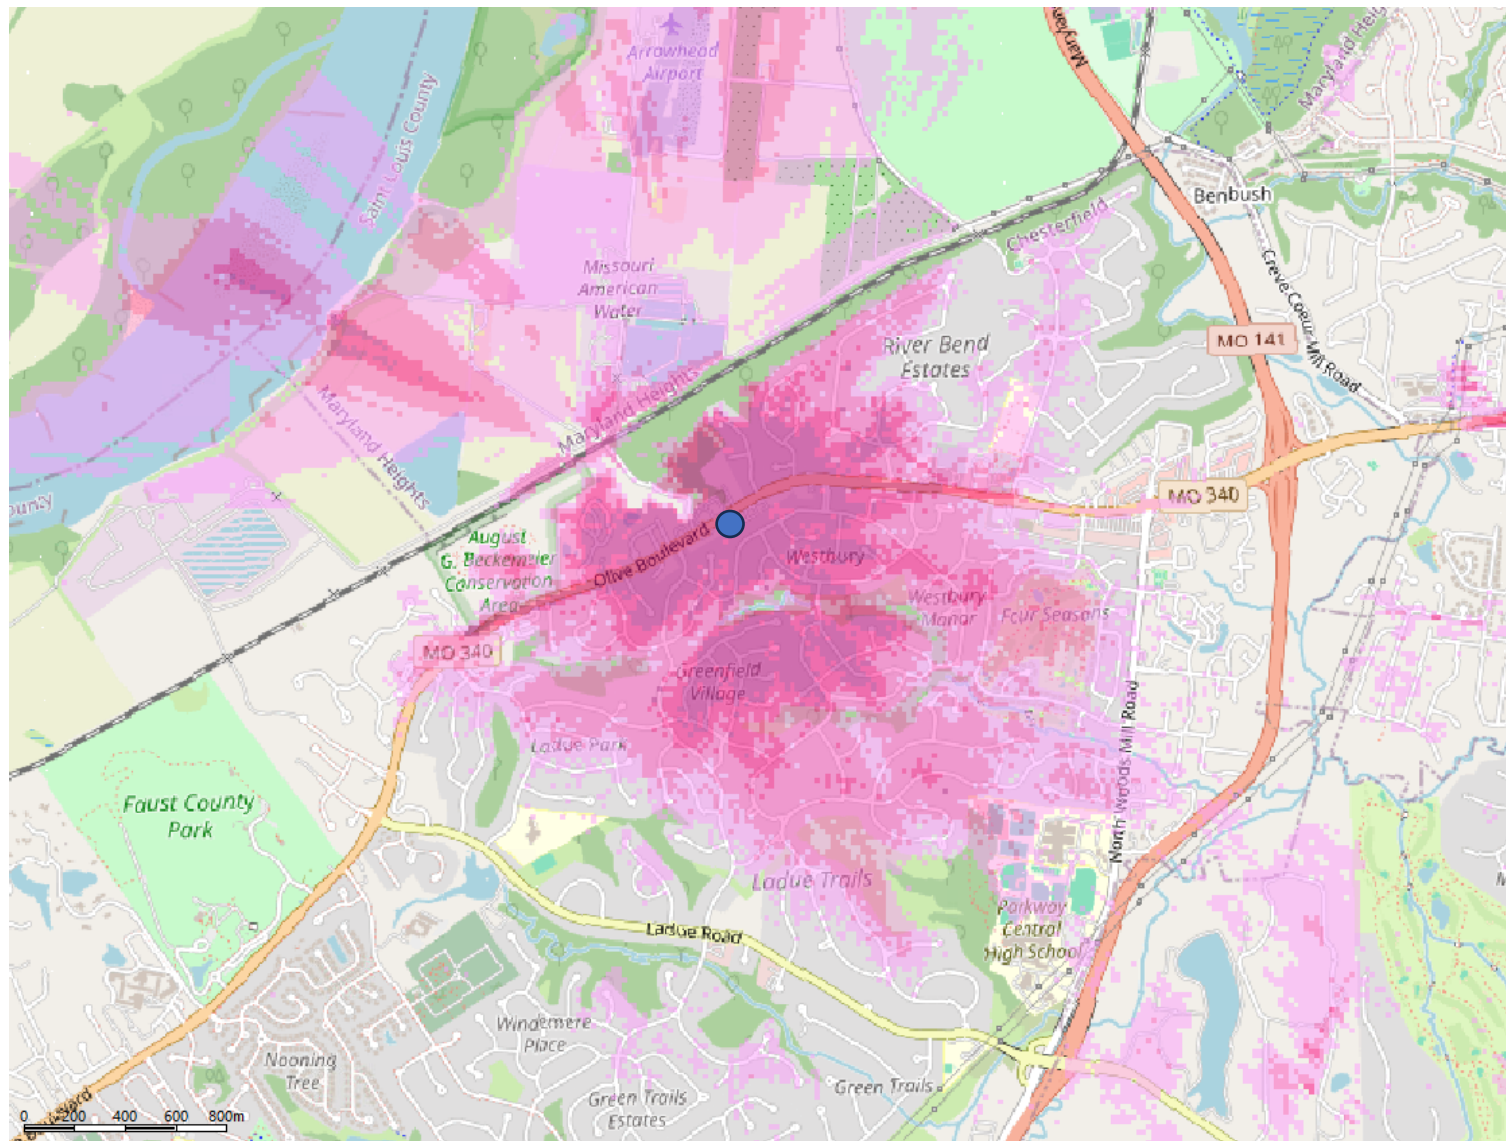 Arrowhead
Airport
Maryland Heig
Marylan
Saint Louis County
Benbush
Chesterfield
Creve Coeur Mill Road
Missouri
American
Water
MO 141
River Bend
Estates
Maryland Heights
Maryland Heights
ounty
MO 340
August
G. Beckemeier
Conservation
Area
Olive Boulevard
Westbury
Westbury
Manor
Four Seasons
MO 340
Greenfield
Village
Ladue Park
North Woods Mill Road
Faust County
Park
Ladue Trails
Parkway
Central
High School
Ladue Road
Windemere
Place
Nooning
Tree
Green Trails
Estates
Green Trails
0 200 400 600 800m